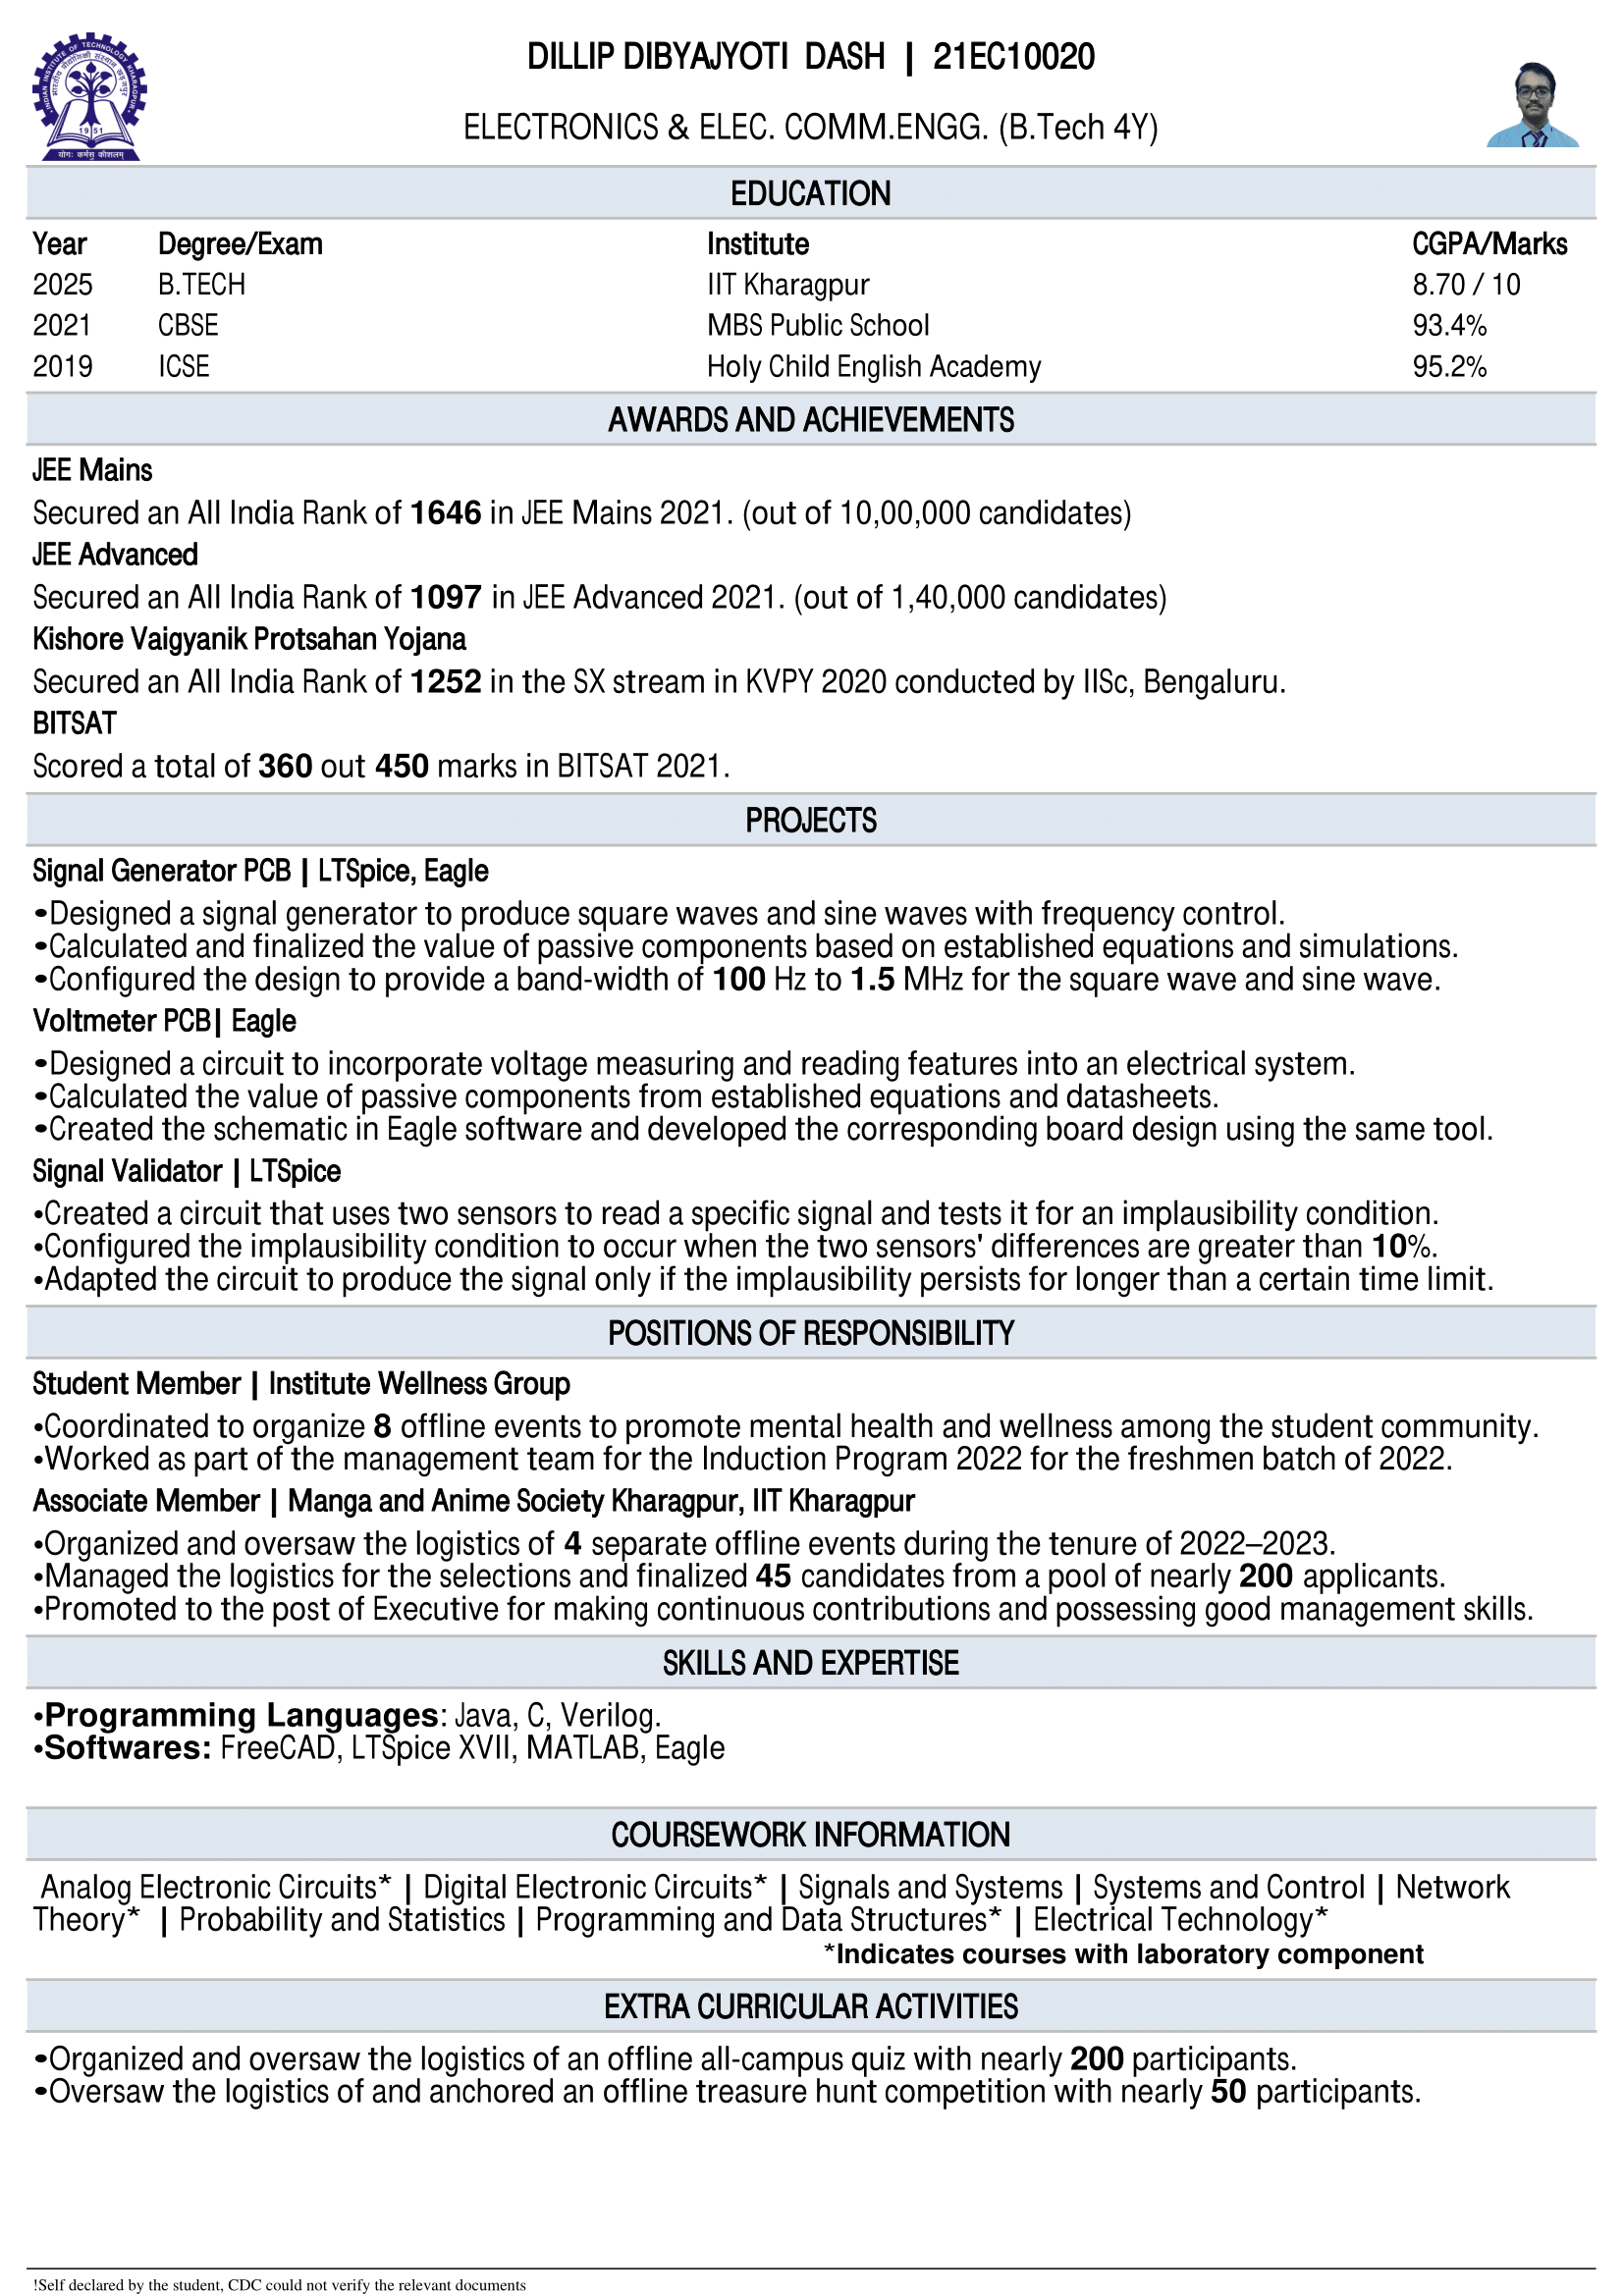 INDIAN INSTITUTE OF TECHNOLOGY KHARAGPUR
भारतीय प्रौद्योगिकी संस्थान खड़गपुर
1951
योगः कर्मसु कौशलम्
DILLIP DIBYAJYOTI DASH | 21EC10020
ELECTRONICS & ELEC. COMM.ENGG. (B.Tech 4Y)
EDUCATION
Year Degree/Exam Institute CGPA/Marks
2025 B.TECH IIT Kharagpur 8.70 / 10
2021 CBSE MBS Public School 93.4%
2019 ICSE Holy Child English Academy 95.2%
AWARDS AND ACHIEVEMENTS
JEE Mains
Secured an All India Rank of 1646 in JEE Mains 2021. (out of 10,00,000 candidates)
JEE Advanced
Secured an All India Rank of 1097 in JEE Advanced 2021. (out of 1,40,000 candidates)
Kishore Vaigyanik Protsahan Yojana
Secured an All India Rank of 1252 in the SX stream in KVPY 2020 conducted by IISc, Bengaluru.
BITSAT
Scored a total of 360 out 450 marks in BITSAT 2021.
PROJECTS
Signal Generator PCB | LTSpice, Eagle
•Designed a signal generator to produce square waves and sine waves with frequency control.
•Calculated and finalized the value of passive components based on established equations and simulations.
•Configured the design to provide a band-width of 100 Hz to 1.5 MHz for the square wave and sine wave.
Voltmeter PCB| Eagle
•Designed a circuit to incorporate voltage measuring and reading features into an electrical system.
•Calculated the value of passive components from established equations and datasheets.
•Created the schematic in Eagle software and developed the corresponding board design using the same tool.
Signal Validator | LTSpice
•Created a circuit that uses two sensors to read a specific signal and tests it for an implausibility condition.
•Configured the implausibility condition to occur when the two sensors' differences are greater than 10%.
•Adapted the circuit to produce the signal only if the implausibility persists for longer than a certain time limit.
POSITIONS OF RESPONSIBILITY
Student Member | Institute Wellness Group
•Coordinated to organize 8 offline events to promote mental health and wellness among the student community.
•Worked as part of the management team for the Induction Program 2022 for the freshmen batch of 2022.
Associate Member | Manga and Anime Society Kharagpur, IIT Kharagpur
•Organized and oversaw the logistics of 4 separate offline events during the tenure of 2022–2023.
•Managed the logistics for the selections and finalized 45 candidates from a pool of nearly 200 applicants.
•Promoted to the post of Executive for making continuous contributions and possessing good management skills.
SKILLS AND EXPERTISE
•Programming Languages: Java, C, Verilog.
•Softwares: FreeCAD, LTSpice XVII, MATLAB, Eagle
COURSEWORK INFORMATION
Analog Electronic Circuits* | Digital Electronic Circuits* | Signals and Systems | Systems and Control | Network
Theory* | Probability and Statistics | Programming and Data Structures* | Electrical Technology*
*Indicates courses with laboratory component
EXTRA CURRICULAR ACTIVITIES
•Organized and oversaw the logistics of an offline all-campus quiz with nearly 200 participants.
•Oversaw the logistics of and anchored an offline treasure hunt competition with nearly 50 participants.
!Self declared by the student, CDC could not verify the relevant documents